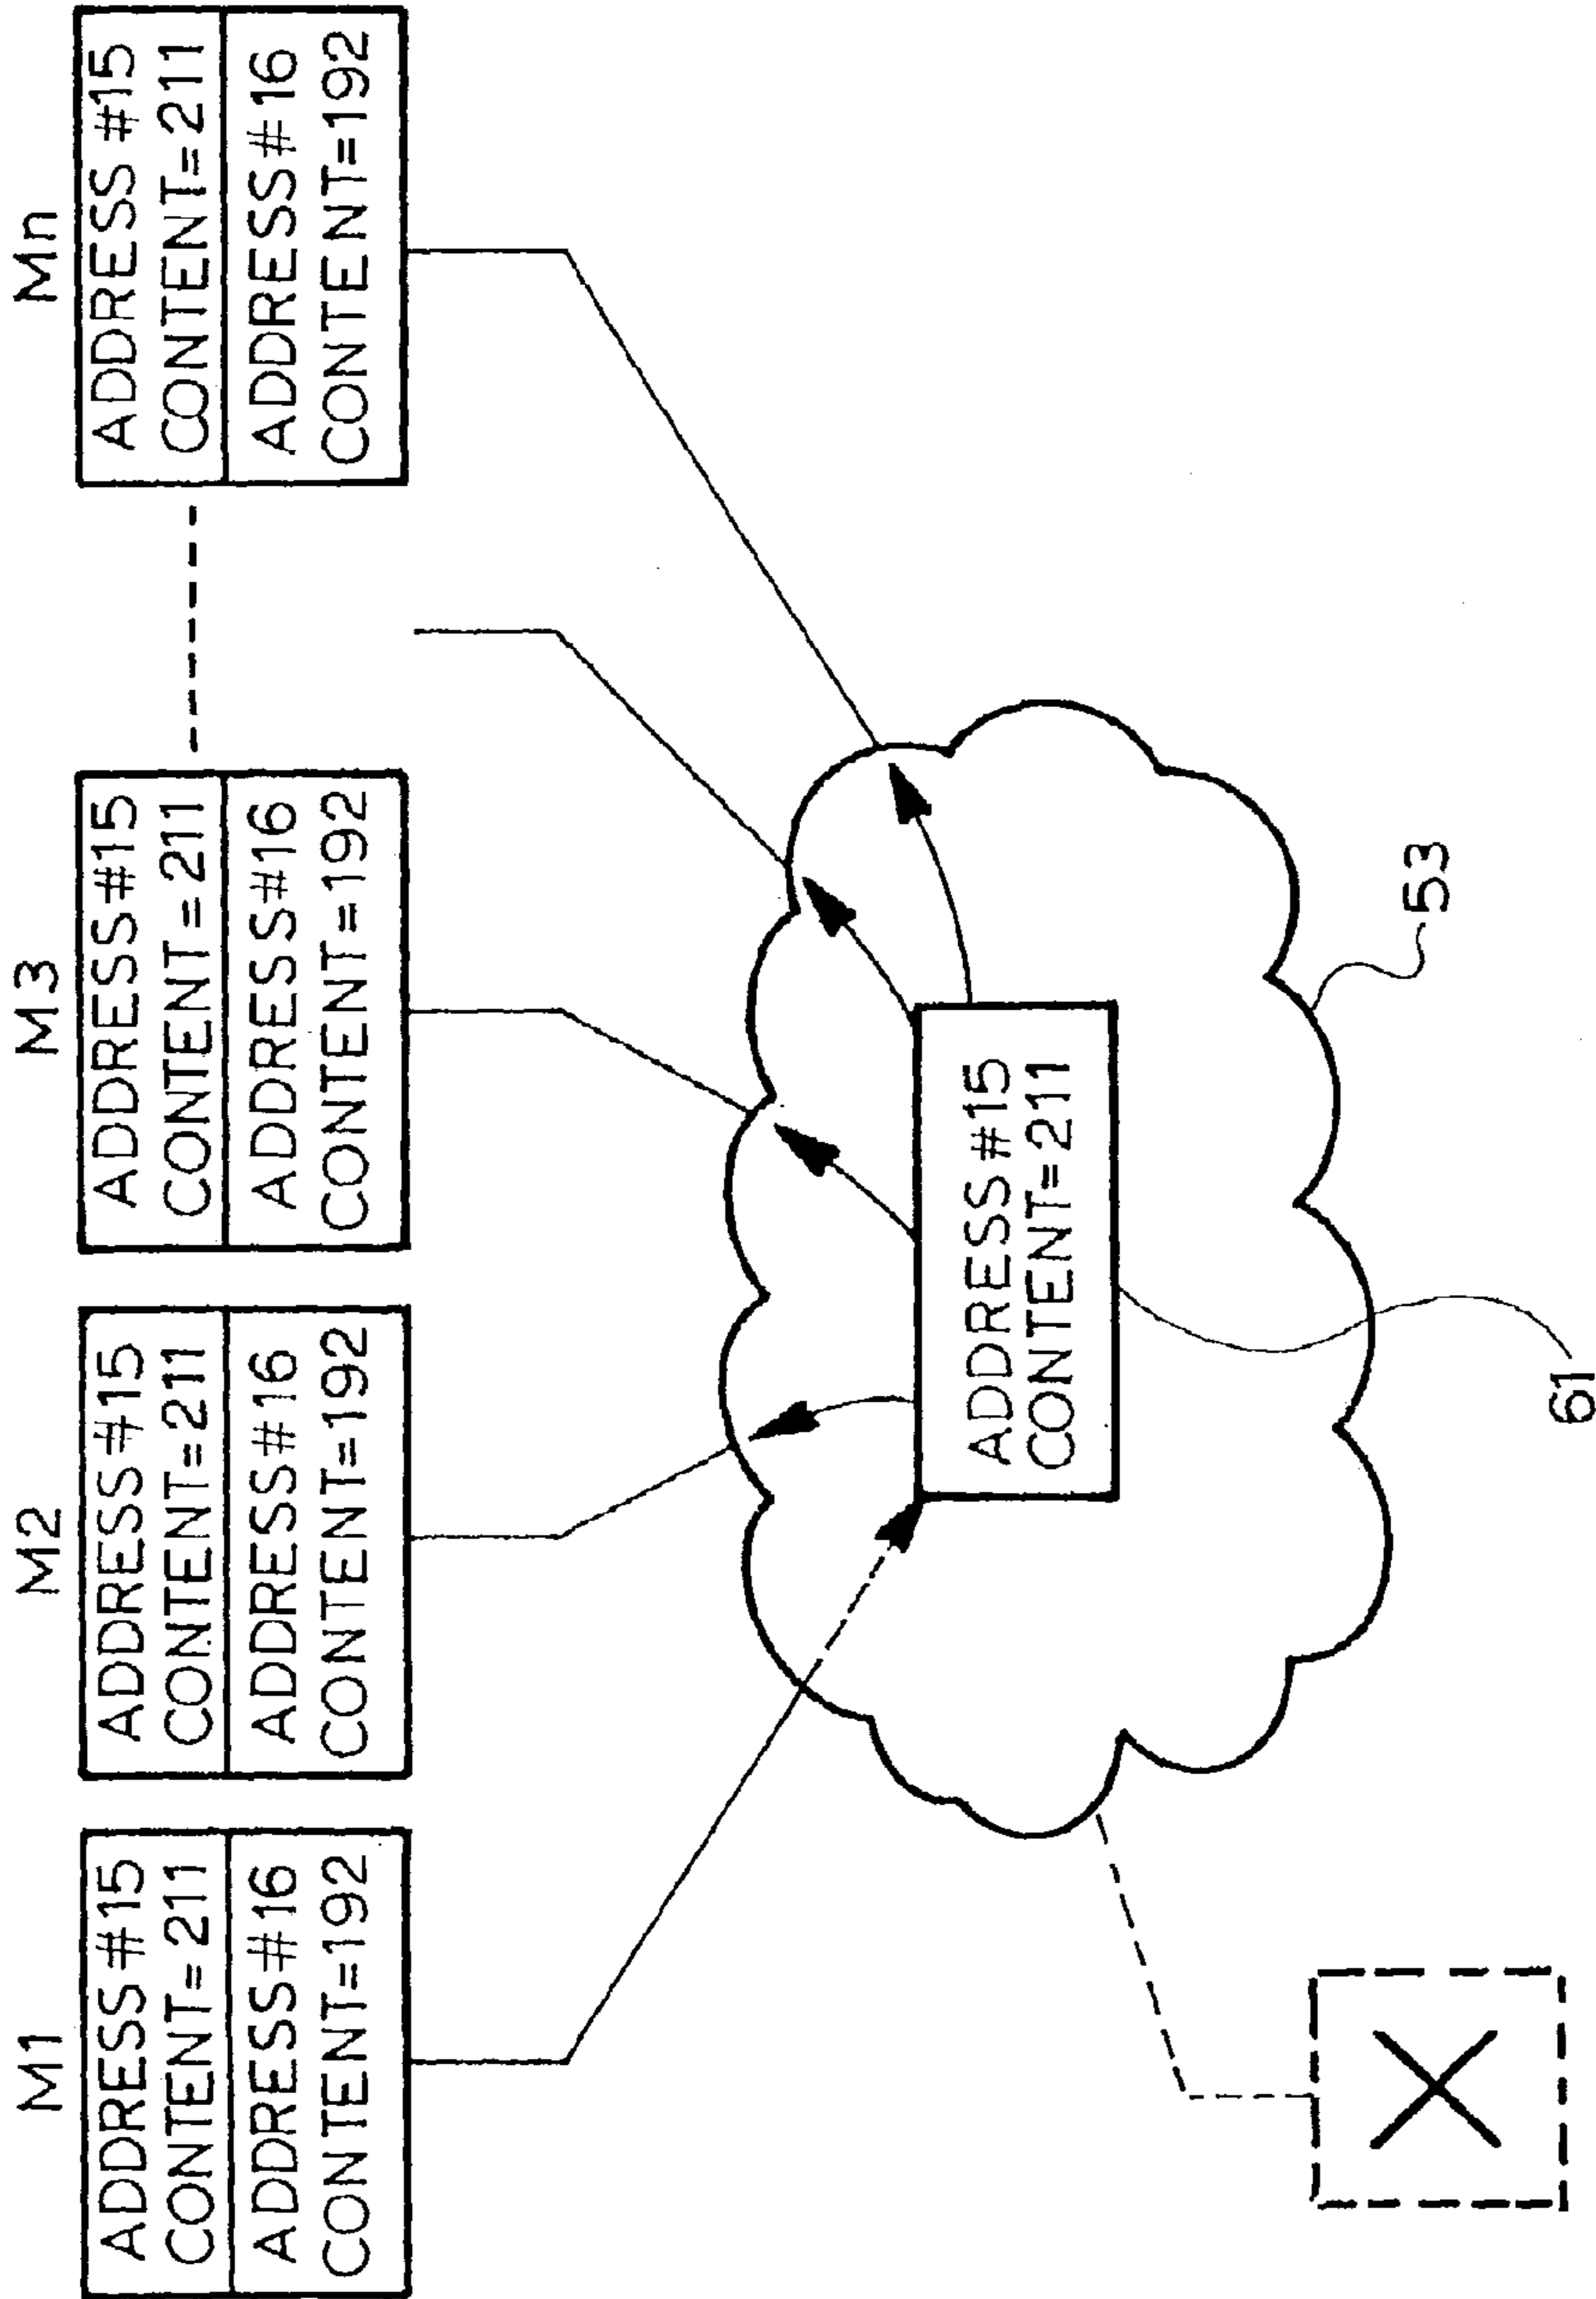 M1
ADDRESS #15
CONTENT=211
ADDRESS#16
CONTENT=192
M2
ADDRESS #15
CONTENT=211
ADDRESS#16
CONTENT=192
M3
ADDRESS#15
CONTENT=211
ADDRESS#16
CONTENT=192
Mn
ADDRESS #15
CONTENT=211
ADDRESS#16
CONTENT=192
ADDRESS #15
CONTENT=211
53
61
X